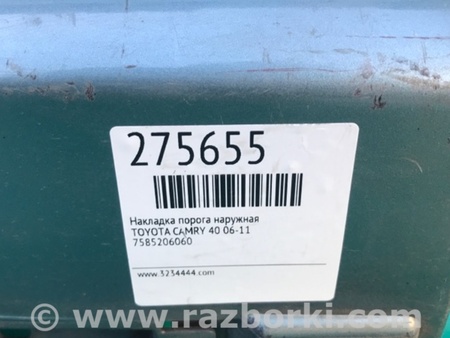 275655
Накладка порога наружная
TOYOTA CAMRY 40 06-11
7585206060
www.3234444.com
© www.razborki.com